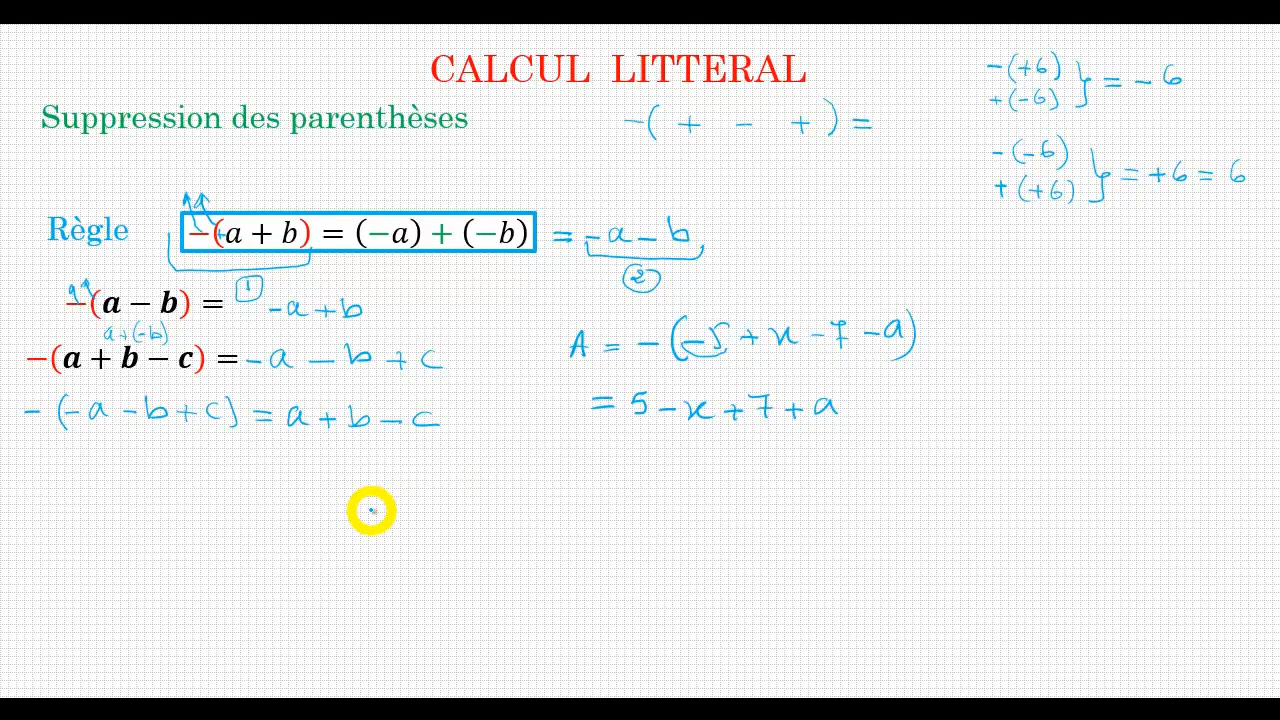 CALCUL LITTERAL
Suppression des parenthèses
-( + - + ) =
-(+6)
+(-6) } = -6
-(-6)
+(+6) } = +6 = 6
Règle
-(a + b) = (-a) + (-b) = -a - b
1
2
-(a - b) = -a + b
a+(-b)
-(a + b - c) = -a - b + c
-(-a - b + c) = a + b - c
A = -(-5 + x - 7 - a)
= 5 - x + 7 + a